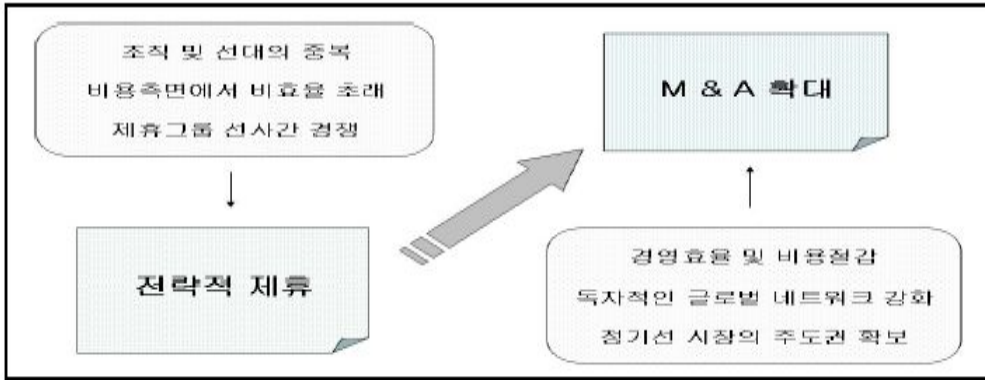 조직 및 선대의 중복
비용측면에서 비효율 초래
제휴그룹 선사간 경쟁
전략적 제휴
M & A 확대
경영효율 및 비용절감
독자적인 글로벌 네트워크 강화
정기선 시장의 주도권 확보